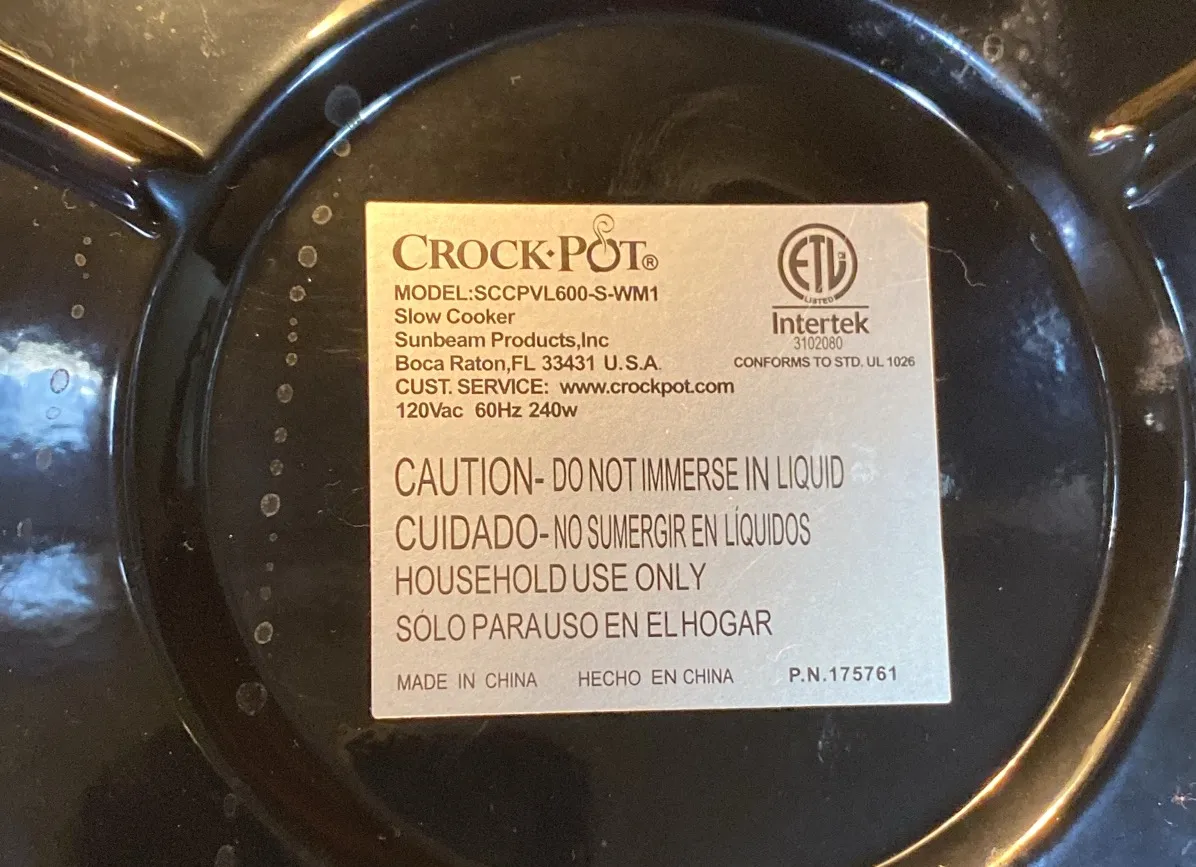 CROCK·POT®
MODEL:SCCPVL600-S-WM1
Slow Cooker
Sunbeam Products,Inc
Boca Raton,FL 33431 U.S.A.
CUST. SERVICE: www.crockpot.com
120Vac 60Hz 240w
ETL
LISTED
Intertek
3102080
CONFORMS TO STD. UL 1026
CAUTION- DO NOT IMMERSE IN LIQUID
CUIDADO- NO SUMERGIR EN LÍQUIDOS
HOUSEHOLD USE ONLY
SÓLO PARA USO EN EL HOGAR
MADE IN CHINA HECHO EN CHINA P.N.175761